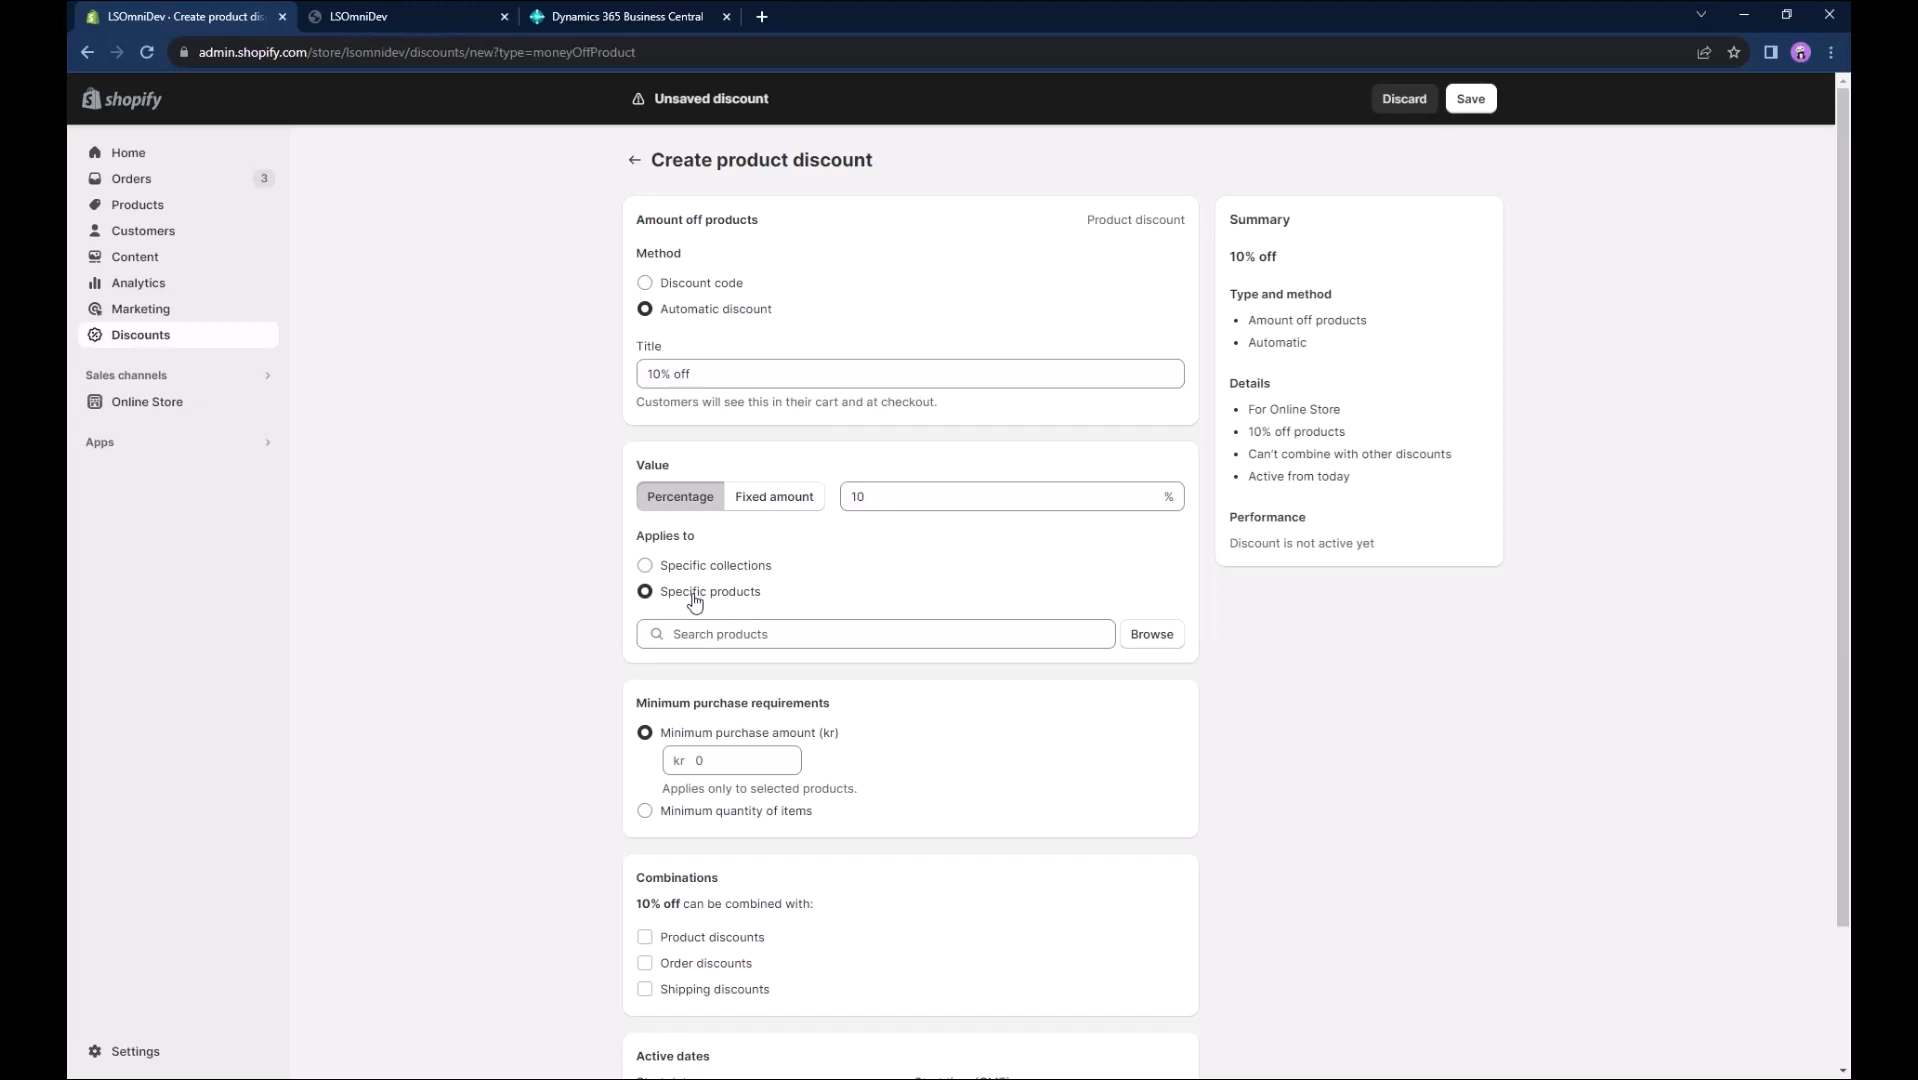 LSOmniDev · Create product dis
LSOmniDev
Dynamics 365 Business Central
admin.shopify.com/store/lsomnidev/discounts/new?type=moneyOffProduct
shopify
Unsaved discount
Discard
Save
Home
Orders
3
Products
Customers
Content
Analytics
Marketing
Discounts
Sales channels
Online Store
Apps
Settings
Create product discount
Amount off products
Product discount
Method
Discount code
Automatic discount
Title
10% off
Customers will see this in their cart and at checkout.
Value
Percentage
Fixed amount
10
%
Applies to
Specific collections
Specific products
Search products
Browse
Minimum purchase requirements
Minimum purchase amount (kr)
kr 0
Applies only to selected products.
Minimum quantity of items
Combinations
10% off can be combined with:
Product discounts
Order discounts
Shipping discounts
Active dates
Summary
10% off
Type and method
• Amount off products
• Automatic
Details
• For Online Store
• 10% off products
• Can't combine with other discounts
• Active from today
Performance
Discount is not active yet